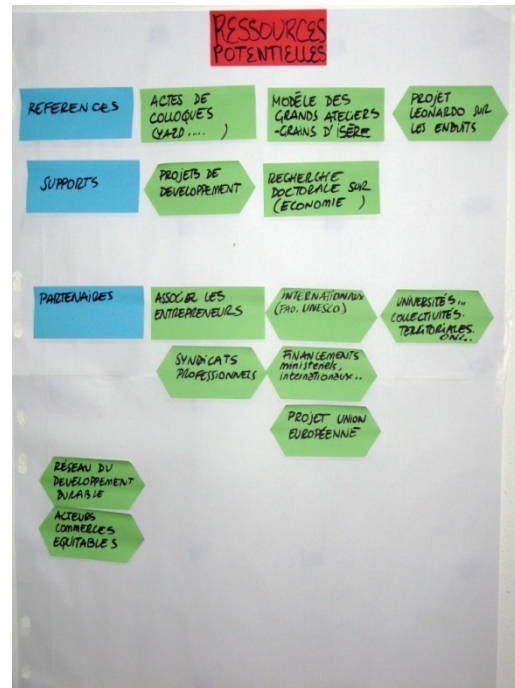 RESSOURCES
POTENTIELLES
REFERENCES
ACTES DE
COLLOQUES
(YAZD.... )
MODÈLE DES
GRANDS ATELIERS
-GRAINS D'ISÈRE
PROJET
LEONARDO SUR
LES ENDUITS
SUPPORTS
PROJETS DE
DEVELOPPEMENT
RECHERCHE
DOCTORALE SUR
(ECONOMIE )
PARTENAIRES
ASSOCIER LES
ENTREPRENEURS
INTERNATIONAUX
(FAO, UNESCO)
UNIVERSITÉS...
COLLECTIVITÉS.
TERRITORIALES.
ONG...
SYNDICATS
PROFESSIONNELS
FINANCEMENTS
ministeriels,
internationaux..
PROJET UNION
EUROPÉENNE
RÉSEAU DU
DEVELOPPEMENT
DURABLE
ACTEURS
COMMERCES
EQUITABLES